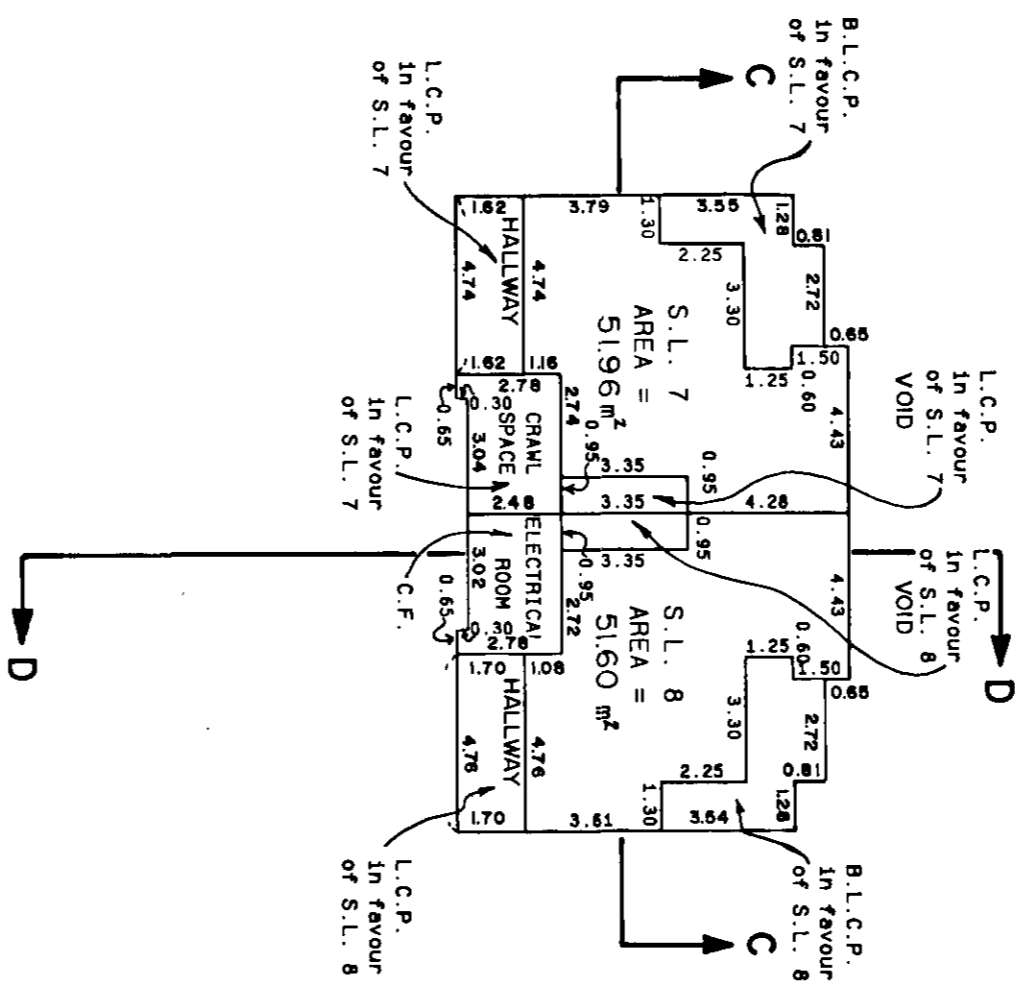 B.L.C.P.
in favour
of S.L. 7
C
L.C.P.
in favour
of S.L. 7
1.62
HALLWAY
4.74
4.74
1.62
1.16
3.79
1.30
3.55
1.28
0.81
2.25
2.72
3.30
0.65
1.50
1.25
0.60
S.L. 7
AREA =
51.96 m²
L.C.P.
in favour
of S.L. 7
VOID
4.43
2.78
2.74
0.30
0.65
CRAWL
SPACE
3.04
2.48
0.95
3.35
3.35
0.95
4.28
L.C.P.
in favour
of S.L. 7
ELECTRICAL
ROOM
3.02
C.F.
0.95
3.35
0.95
2.72
0.65
0.30
2.78
L.C.P.
in favour
of S.L. 8
VOID
4.43
D
D
S.L. 8
AREA =
51.60 m²
1.25
0.60
1.50
0.65
1.70
1.08
HALLWAY
4.76
4.76
1.70
3.30
2.72
2.25
0.81
3.61
1.30
3.54
1.28
L.C.P.
in favour
of S.L. 8
C
B.L.C.P.
in favour
of S.L. 8